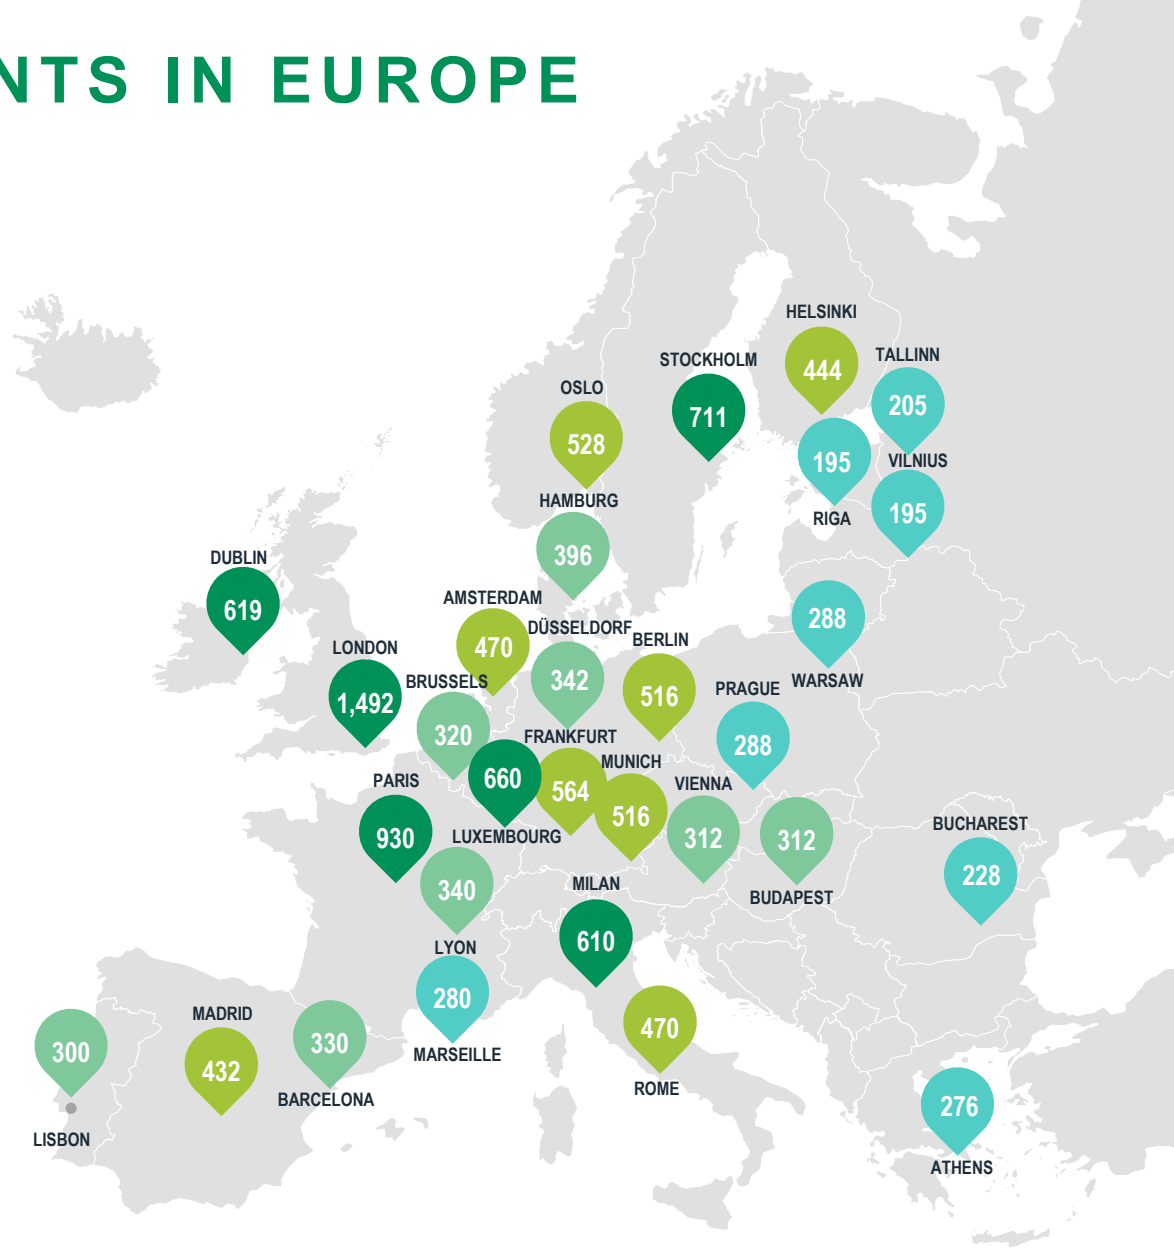 NTS IN EUROPE
HELSINKI
444
STOCKHOLM
711
TALLINN
205
OSLO
528
195
RIGA
VILNIUS
195
HAMBURG
396
DUBLIN
619
AMSTERDAM
470
DÜSSELDORF
342
BERLIN
516
288
WARSAW
LONDON
1,492
BRUSSELS
320
PRAGUE
288
FRANKFURT
564
660
LUXEMBOURG
MUNICH
516
PARIS
930
VIENNA
312
312
BUDAPEST
BUCHAREST
228
340
LYON
MILAN
610
280
MARSEILLE
300
LISBON
MADRID
432
330
BARCELONA
470
ROME
276
ATHENS